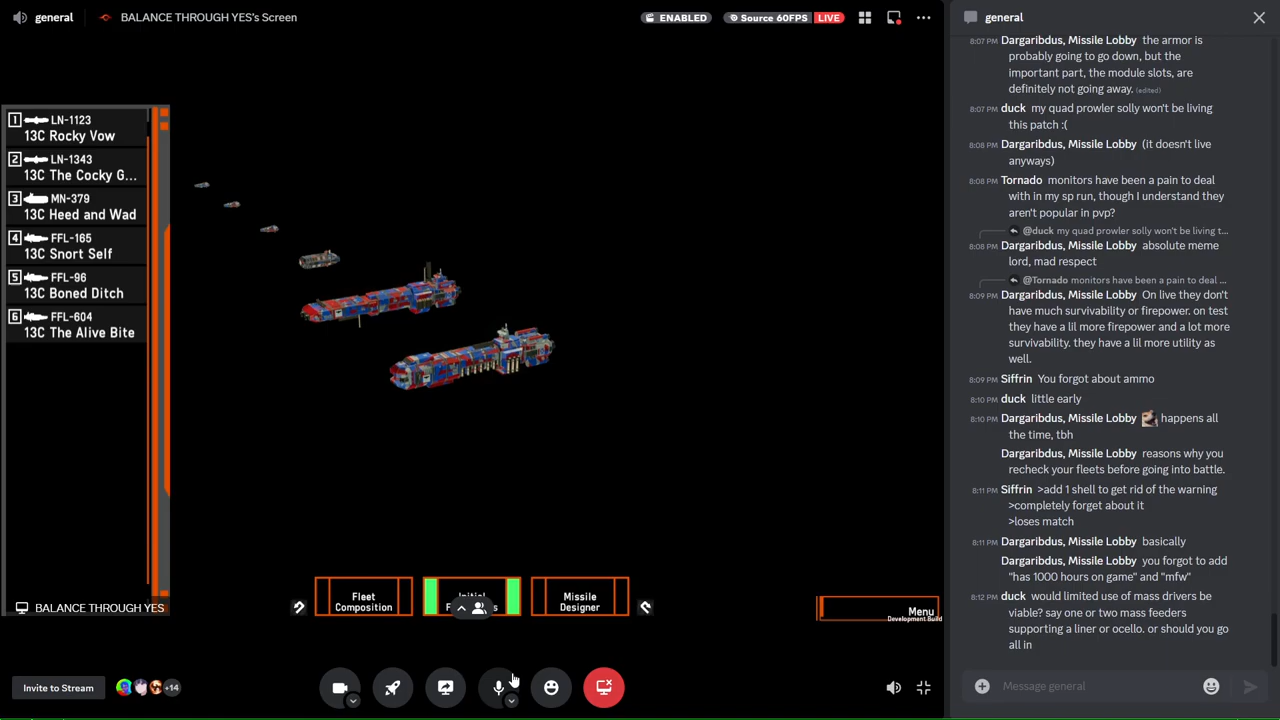 general
BALANCE THROUGH YES's Screen
ENABLED
Source 60FPS
LIVE
1 LN-1123
13C Rocky Vow
2 LN-1343
13C The Cocky G...
3 MN-379
13C Heed and Wad
4 FFL-165
13C Snort Self
5 FFL-96
13C Boned Ditch
6 FFL-604
13C The Alive Bite
BALANCE THROUGH YES
Fleet
Composition
Missile
Designer
Menu
Development Build
Invite to Stream
+14
general
8:07 PM Dargaribdus, Missile Lobby the armor is
probably going to go down, but the
important part, the module slots, are
definitely not going away. (edited)
8:07 PM duck my quad prowler solly won't be living
this patch :(
8:08 PM Dargaribdus, Missile Lobby (it doesn't live
anyways)
8:08 PM Tornado monitors have been a pain to deal
with in my sp run, though I understand they
aren't popular in pvp?
@duck my quad prowler solly won't be living t...
8:08 PM Dargaribdus, Missile Lobby absolute meme
lord, mad respect
@Tornado monitors have been a pain to deal ...
8:09 PM Dargaribdus, Missile Lobby On live they don't
have much survivability or firepower. on test
they have a lil more firepower and a lot more
survivability. they have a lil more utility as
well.
8:09 PM Siffrin You forgot about ammo
8:10 PM duck little early
8:10 PM Dargaribdus, Missile Lobby happens all
the time, tbh
Dargaribdus, Missile Lobby reasons why you
recheck your fleets before going into battle.
8:11 PM Siffrin >add 1 shell to get rid of the warning
>completely forget about it
>loses match
8:11 PM Dargaribdus, Missile Lobby basically
Dargaribdus, Missile Lobby you forgot to add
"has 1000 hours on game" and "mfw"
8:12 PM duck would limited use of mass drivers be
viable? say one or two mass feeders
supporting a liner or ocello. or should you go
all in
Message general